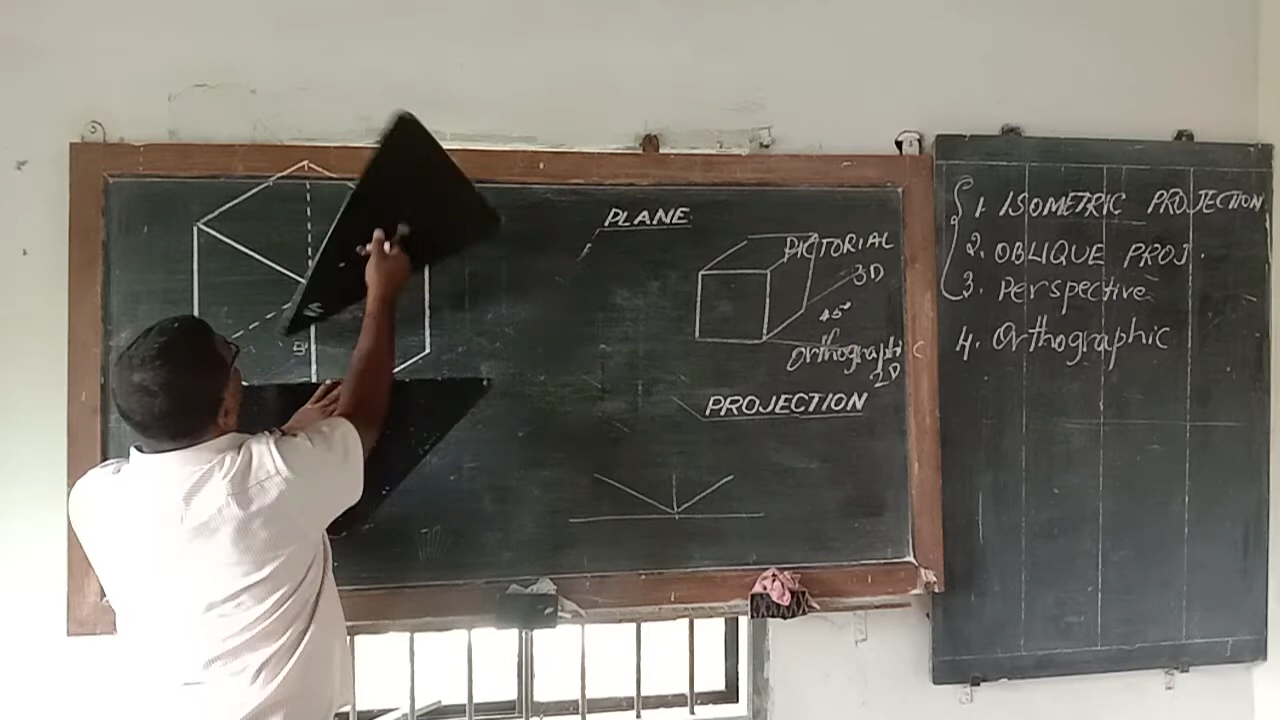 PLANE
PICTORIAL
3D
45°
Orthographic
2D
PROJECTION
1. ISOMETRIC PROJECTION
2. OBLIQUE PROJ.
3. Perspective
4. Orthographic